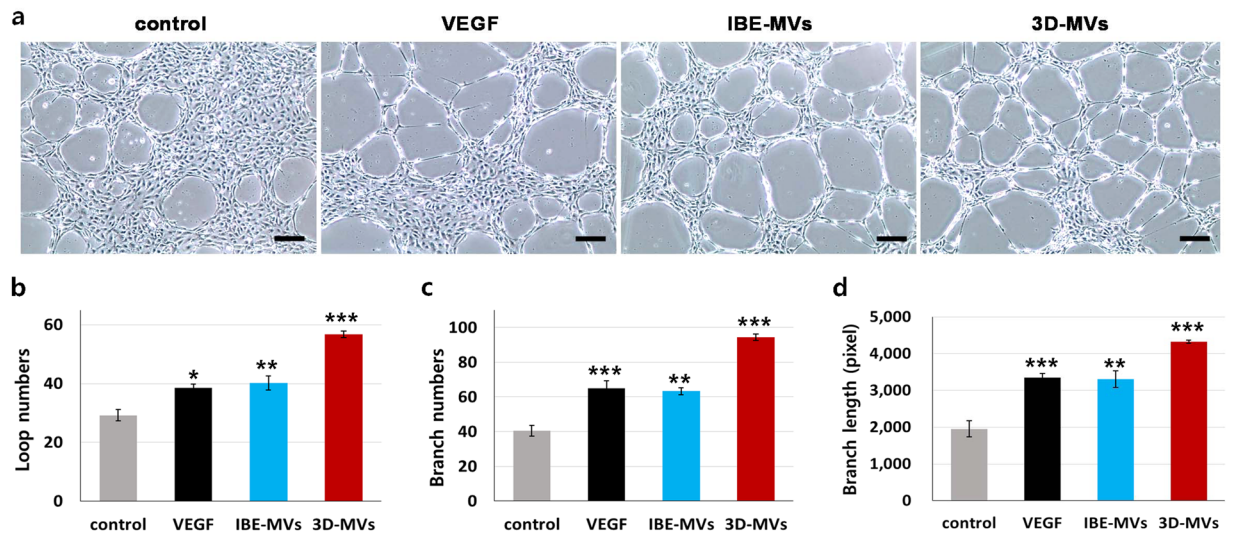 a
control VEGF IBE-MVs 3D-MVs
b
Loop numbers
60
40
20
0
*
**
***
control VEGF IBE-MVs 3D-MVs
c
Branch numbers
100
80
60
40
20
0
***
**
***
control VEGF IBE-MVs 3D-MVs
d
Branch length (pixel)
5,000
4,000
3,000
2,000
1,000
0
***
**
***
control VEGF IBE-MVs 3D-MVs